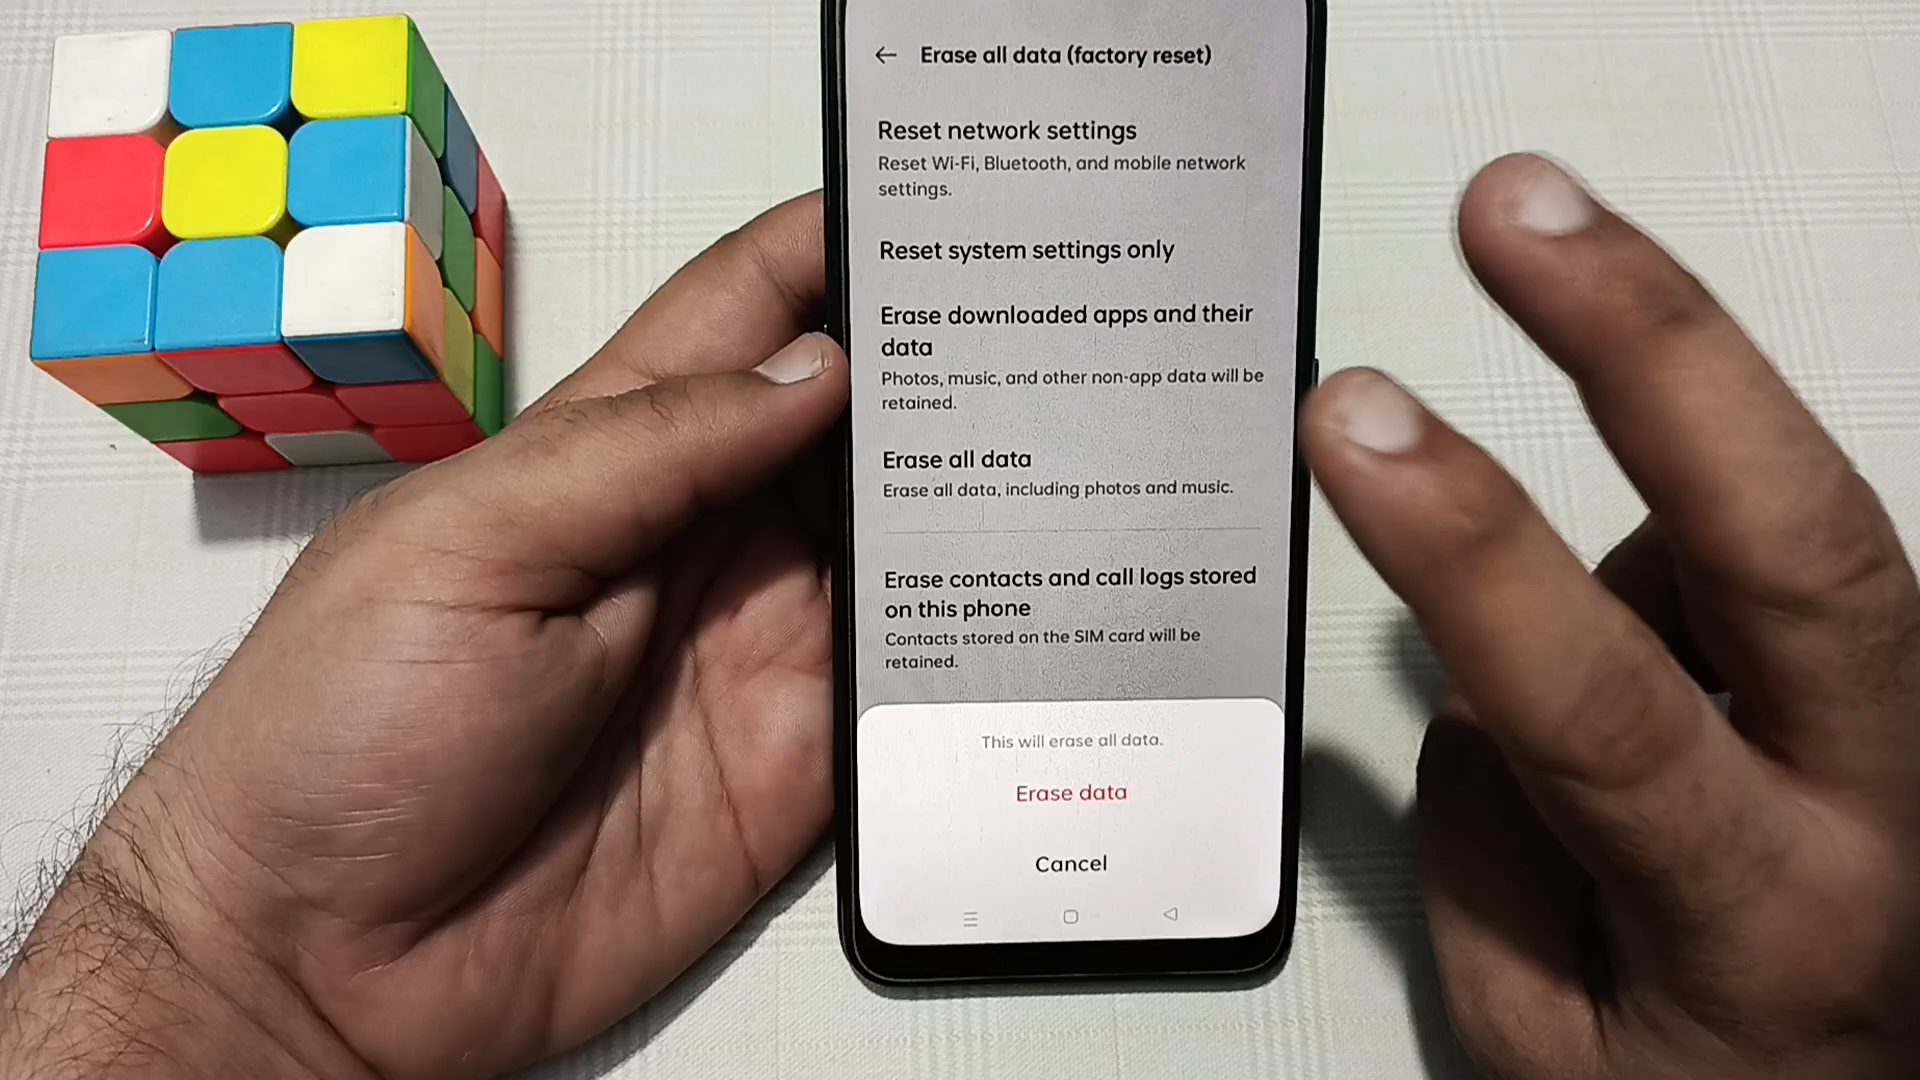 Erase all data (factory reset)
Reset network settings
Reset Wi-Fi, Bluetooth, and mobile network
settings.
Reset system settings only
Erase downloaded apps and their
data
Photos, music, and other non-app data will be
retained.
Erase all data
Erase all data, including photos and music.
Erase contacts and call logs stored
on this phone
Contacts stored on the SIM card will be
retained.
This will erase all data.
Erase data
Cancel